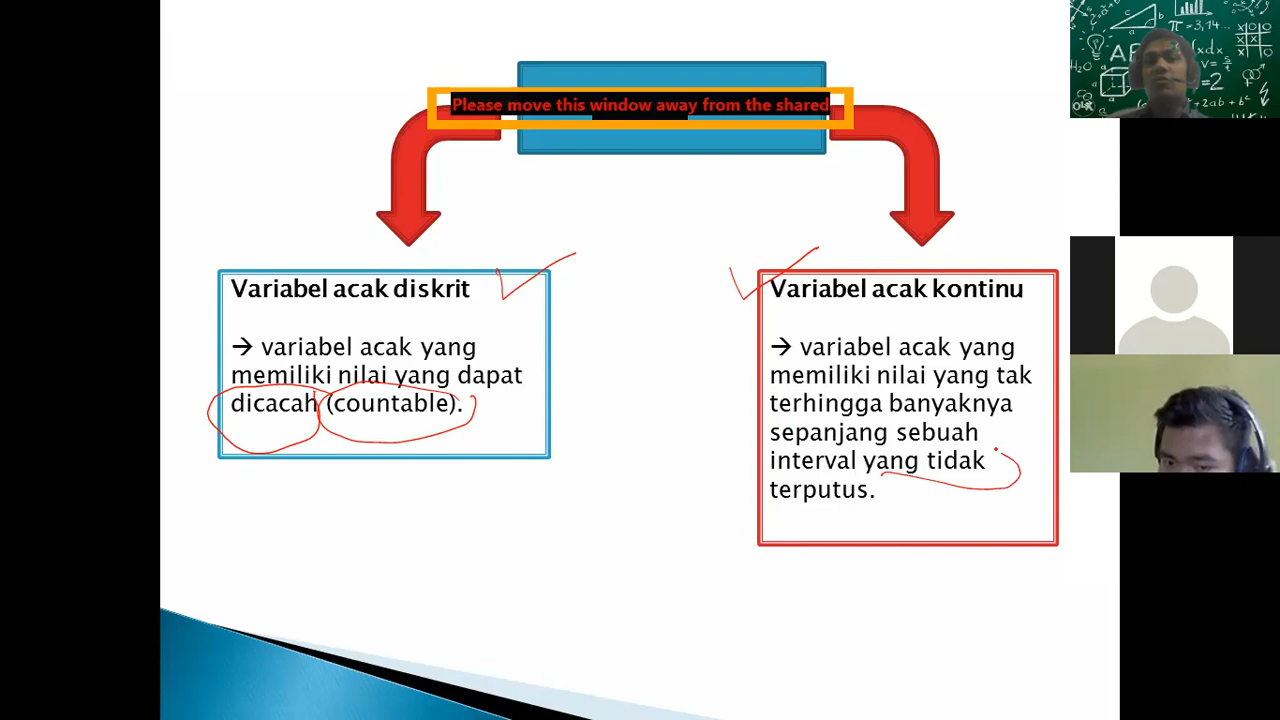 Please move this window away from the shared
Variabel acak diskrit
→ variabel acak yang
memiliki nilai yang dapat
dicacah (countable).
Variabel acak kontinu
→ variabel acak yang
memiliki nilai yang tak
terhingga banyaknya
sepanjang sebuah
interval yang tidak
terputus.